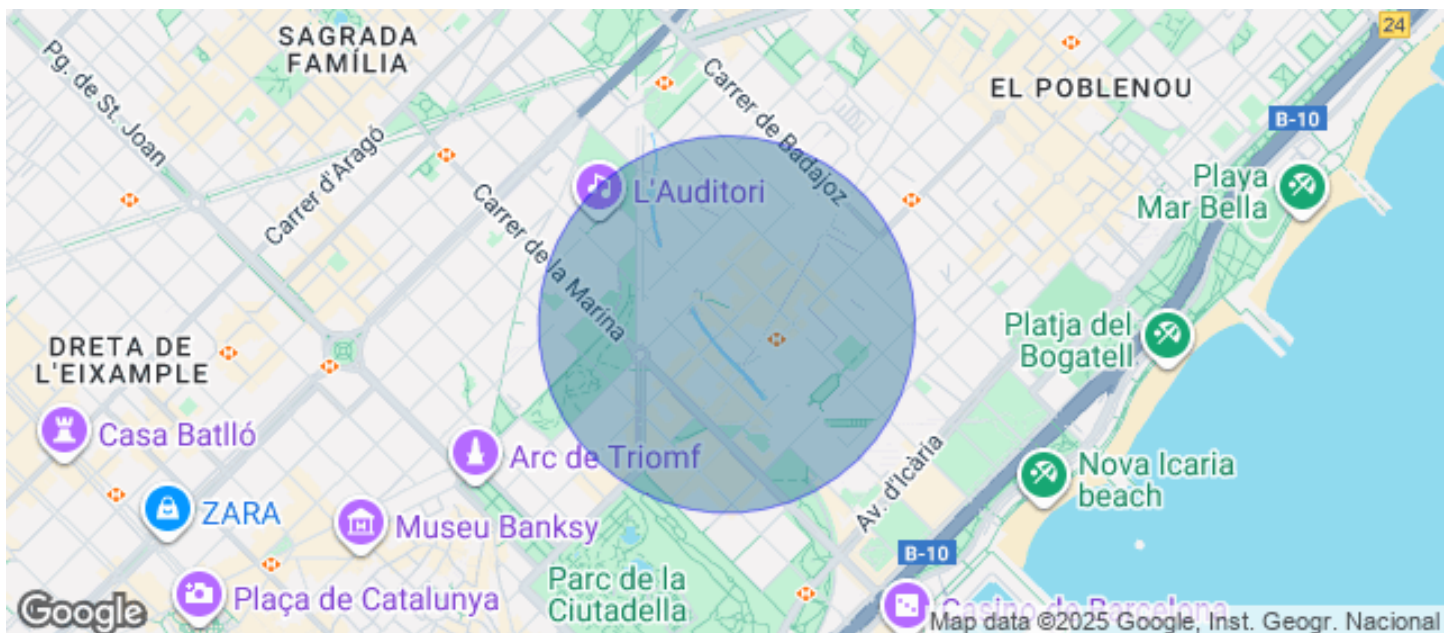 SAGRADA
FAMÍLIA
Pg. de St. Joan
Carrer d'Aragó
Carrer de la Marina
Carrer de Badajoz
EL POBLENOU
24
B-10
L'Auditori
Playa
Mar Bella
Platja del
Bogatell
DRETA DE
L'EIXAMPLE
Casa Batlló
Arc de Triomf
Av. d'Icària
Nova Icaria
beach
ZARA
Museu Banksy
B-10
Plaça de Catalunya
Parc de la
Ciutadella
Casino de Barcelona
Google
Map data ©2025 Google, Inst. Geogr. Nacional